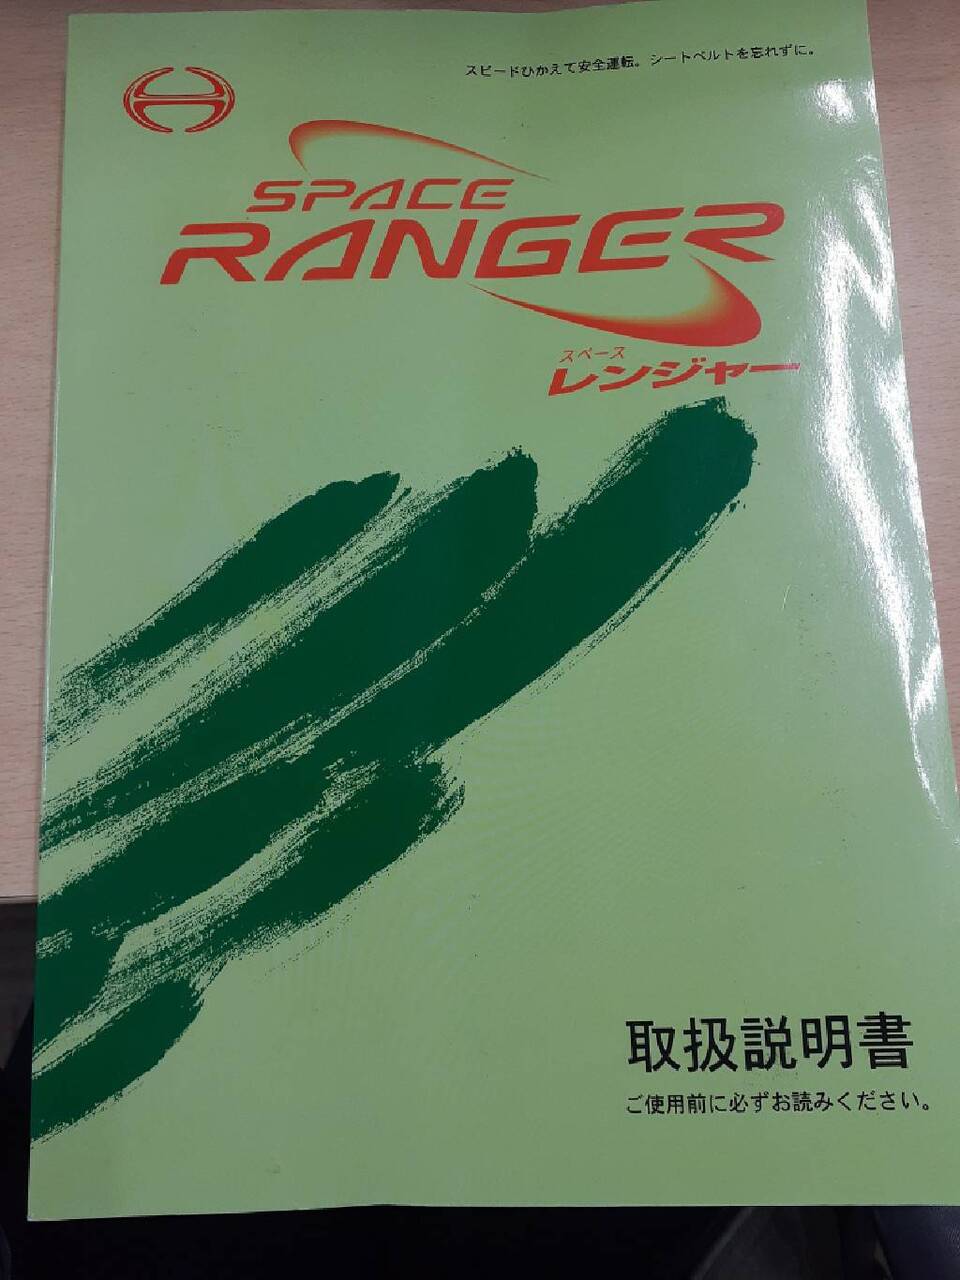 スピードひかえて安全運転。シートベルトを忘れずに。
SPACE
RANGER
スペース
レンジャー
取扱説明書
ご使用前に必ずお読みください。